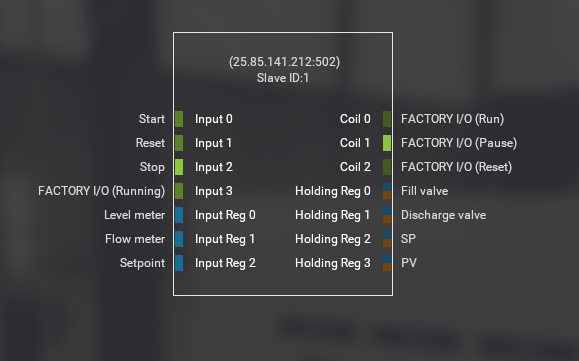 (25.85.141.212:502)
Slave ID:1
Start Input 0 Coil 0 FACTORY I/O (Run)
Reset Input 1 Coil 1 FACTORY I/O (Pause)
Stop Input 2 Coil 2 FACTORY I/O (Reset)
FACTORY I/O (Running) Input 3 Holding Reg 0 Fill valve
Level meter Input Reg 0 Holding Reg 1 Discharge valve
Flow meter Input Reg 1 Holding Reg 2 SP
Setpoint Input Reg 2 Holding Reg 3 PV